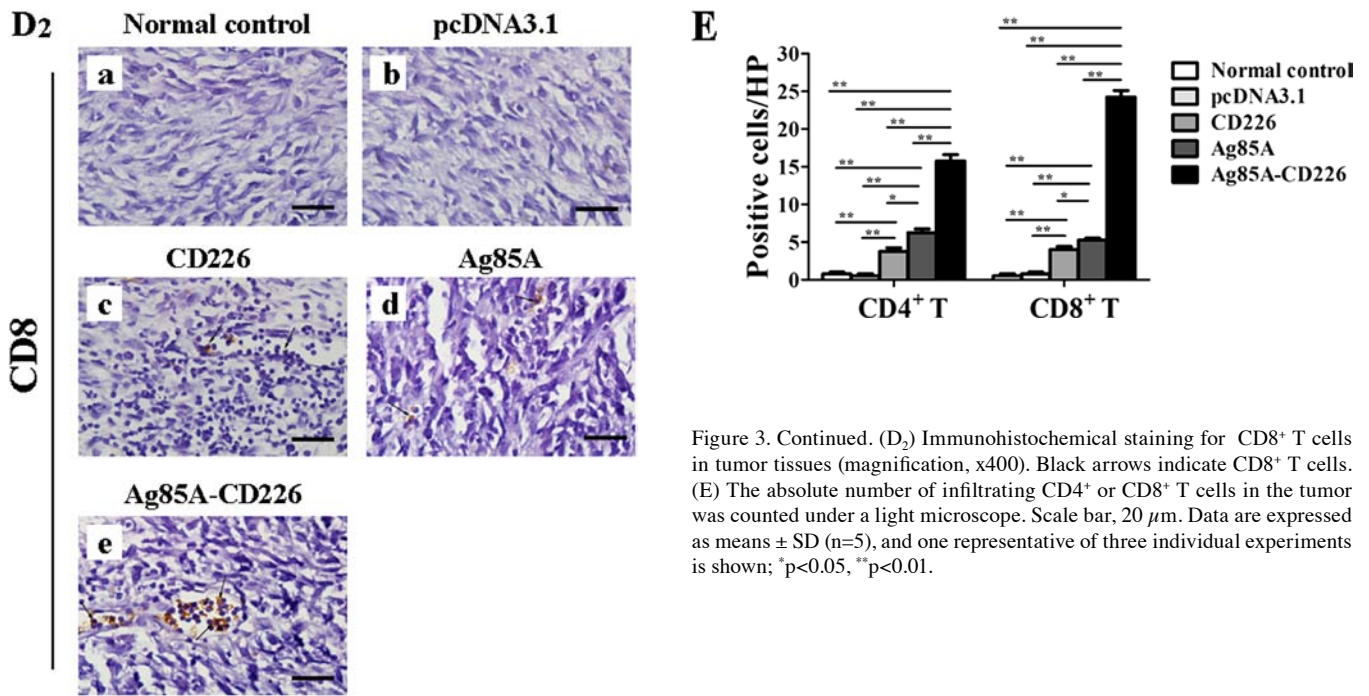 D2
Normal control
pcDNA3.1
a
b
CD226
Ag85A
c
d
Ag85A-CD226
e
CD8
E
Positive cells/HP
30
25
20
15
10
5
0
**
**
**
**
**
**
*
**
**
**
**
**
**
**
**
*
**
**
CD4⁺ T
CD8⁺ T
Normal control
pcDNA3.1
CD226
Ag85A
Ag85A-CD226
Figure 3. Continued. (D₂) Immunohistochemical staining for CD8⁺ T cells
in tumor tissues (magnification, x400). Black arrows indicate CD8⁺ T cells.
(E) The absolute number of infiltrating CD4⁺ or CD8⁺ T cells in the tumor
was counted under a light microscope. Scale bar, 20 µm. Data are expressed
as means ± SD (n=5), and one representative of three individual experiments
is shown; *p<0.05, **p<0.01.